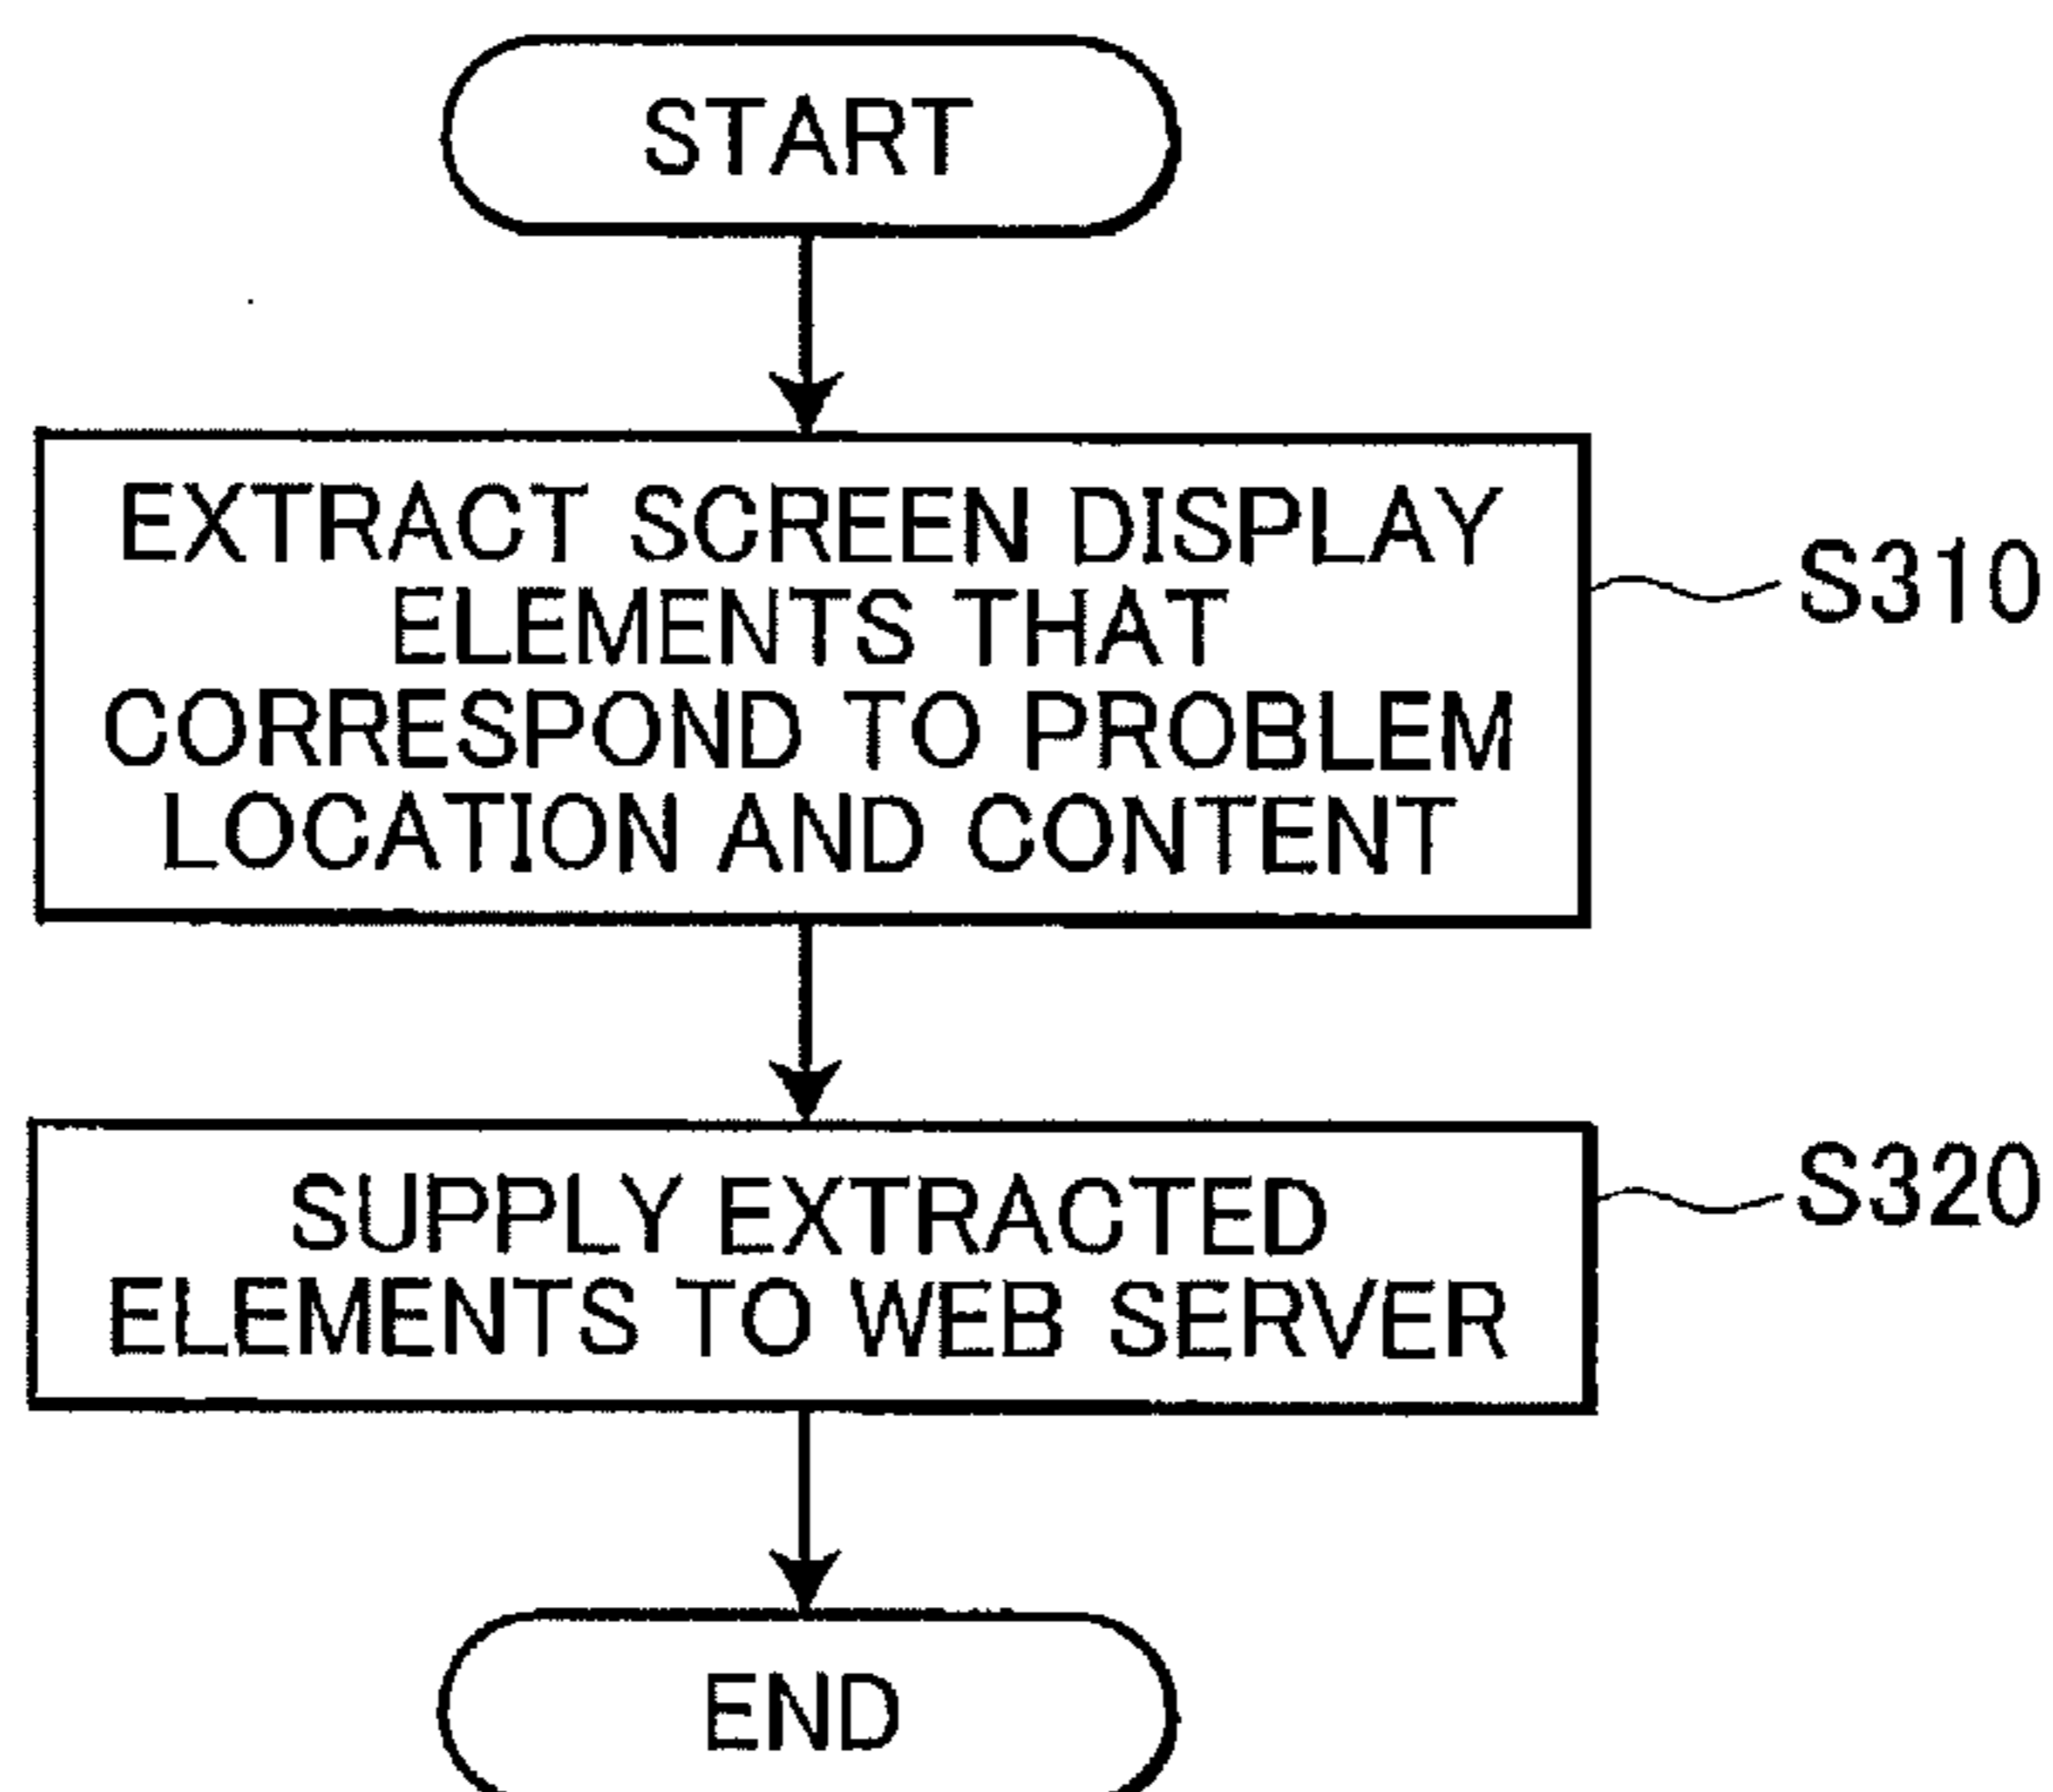 START
EXTRACT SCREEN DISPLAY
ELEMENTS THAT
CORRESPOND TO PROBLEM
LOCATION AND CONTENT
S310
SUPPLY EXTRACTED
ELEMENTS TO WEB SERVER
S320
END